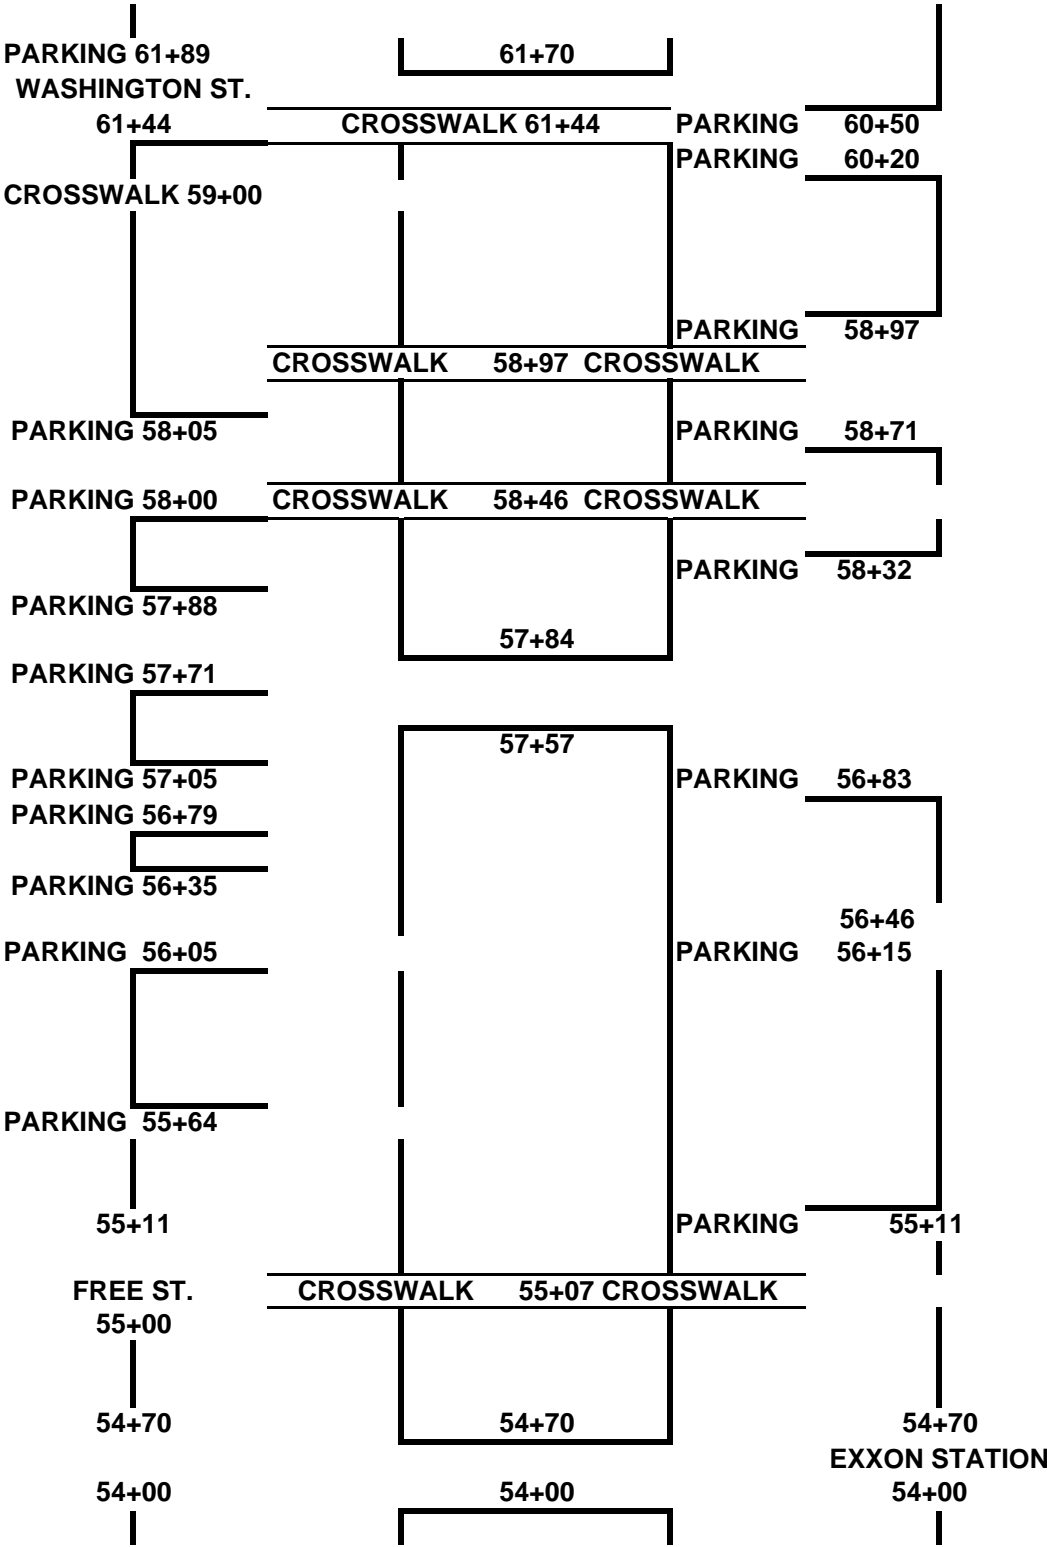 PARKING 61+89 61+70
WASHINGTON ST.
61+44 CROSSWALK 61+44 PARKING 60+50
PARKING 60+20
CROSSWALK 59+00
PARKING 58+97
CROSSWALK 58+97 CROSSWALK
PARKING 58+05 PARKING 58+71
PARKING 58+00 CROSSWALK 58+46 CROSSWALK
PARKING 58+32
PARKING 57+88
57+84
PARKING 57+71
57+57
PARKING 57+05 PARKING 56+83
PARKING 56+79
PARKING 56+35
56+46
PARKING 56+05 PARKING 56+15
PARKING 55+64
55+11 PARKING 55+11
FREE ST. CROSSWALK 55+07 CROSSWALK
55+00
54+70 54+70 54+70
EXXON STATION
54+00 54+00 54+00